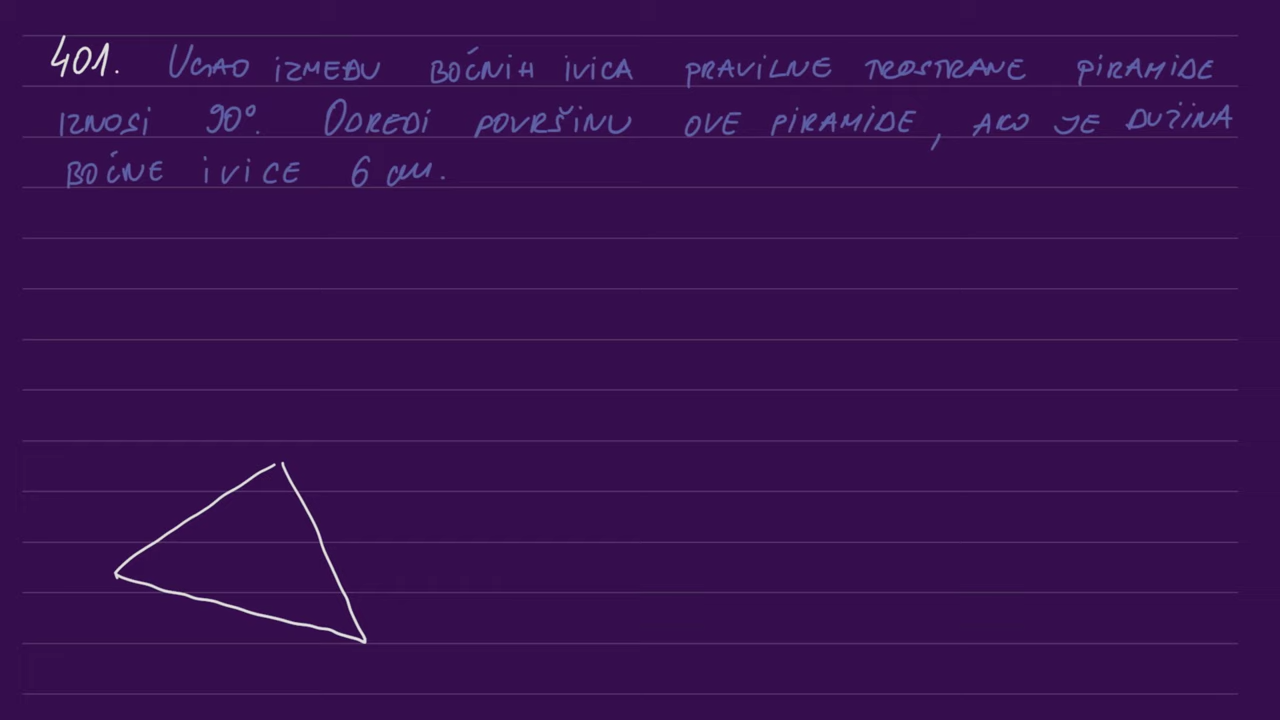 401. UGAO IZMEĐU BOČNIH IVICA PRAVILNE TROSTRANE PIRAMIDE
IZNOSI 90°. ODREDI POVRŠINU OVE PIRAMIDE, AKO JE DUŽINA
BOČNE IVICE 6 cm.